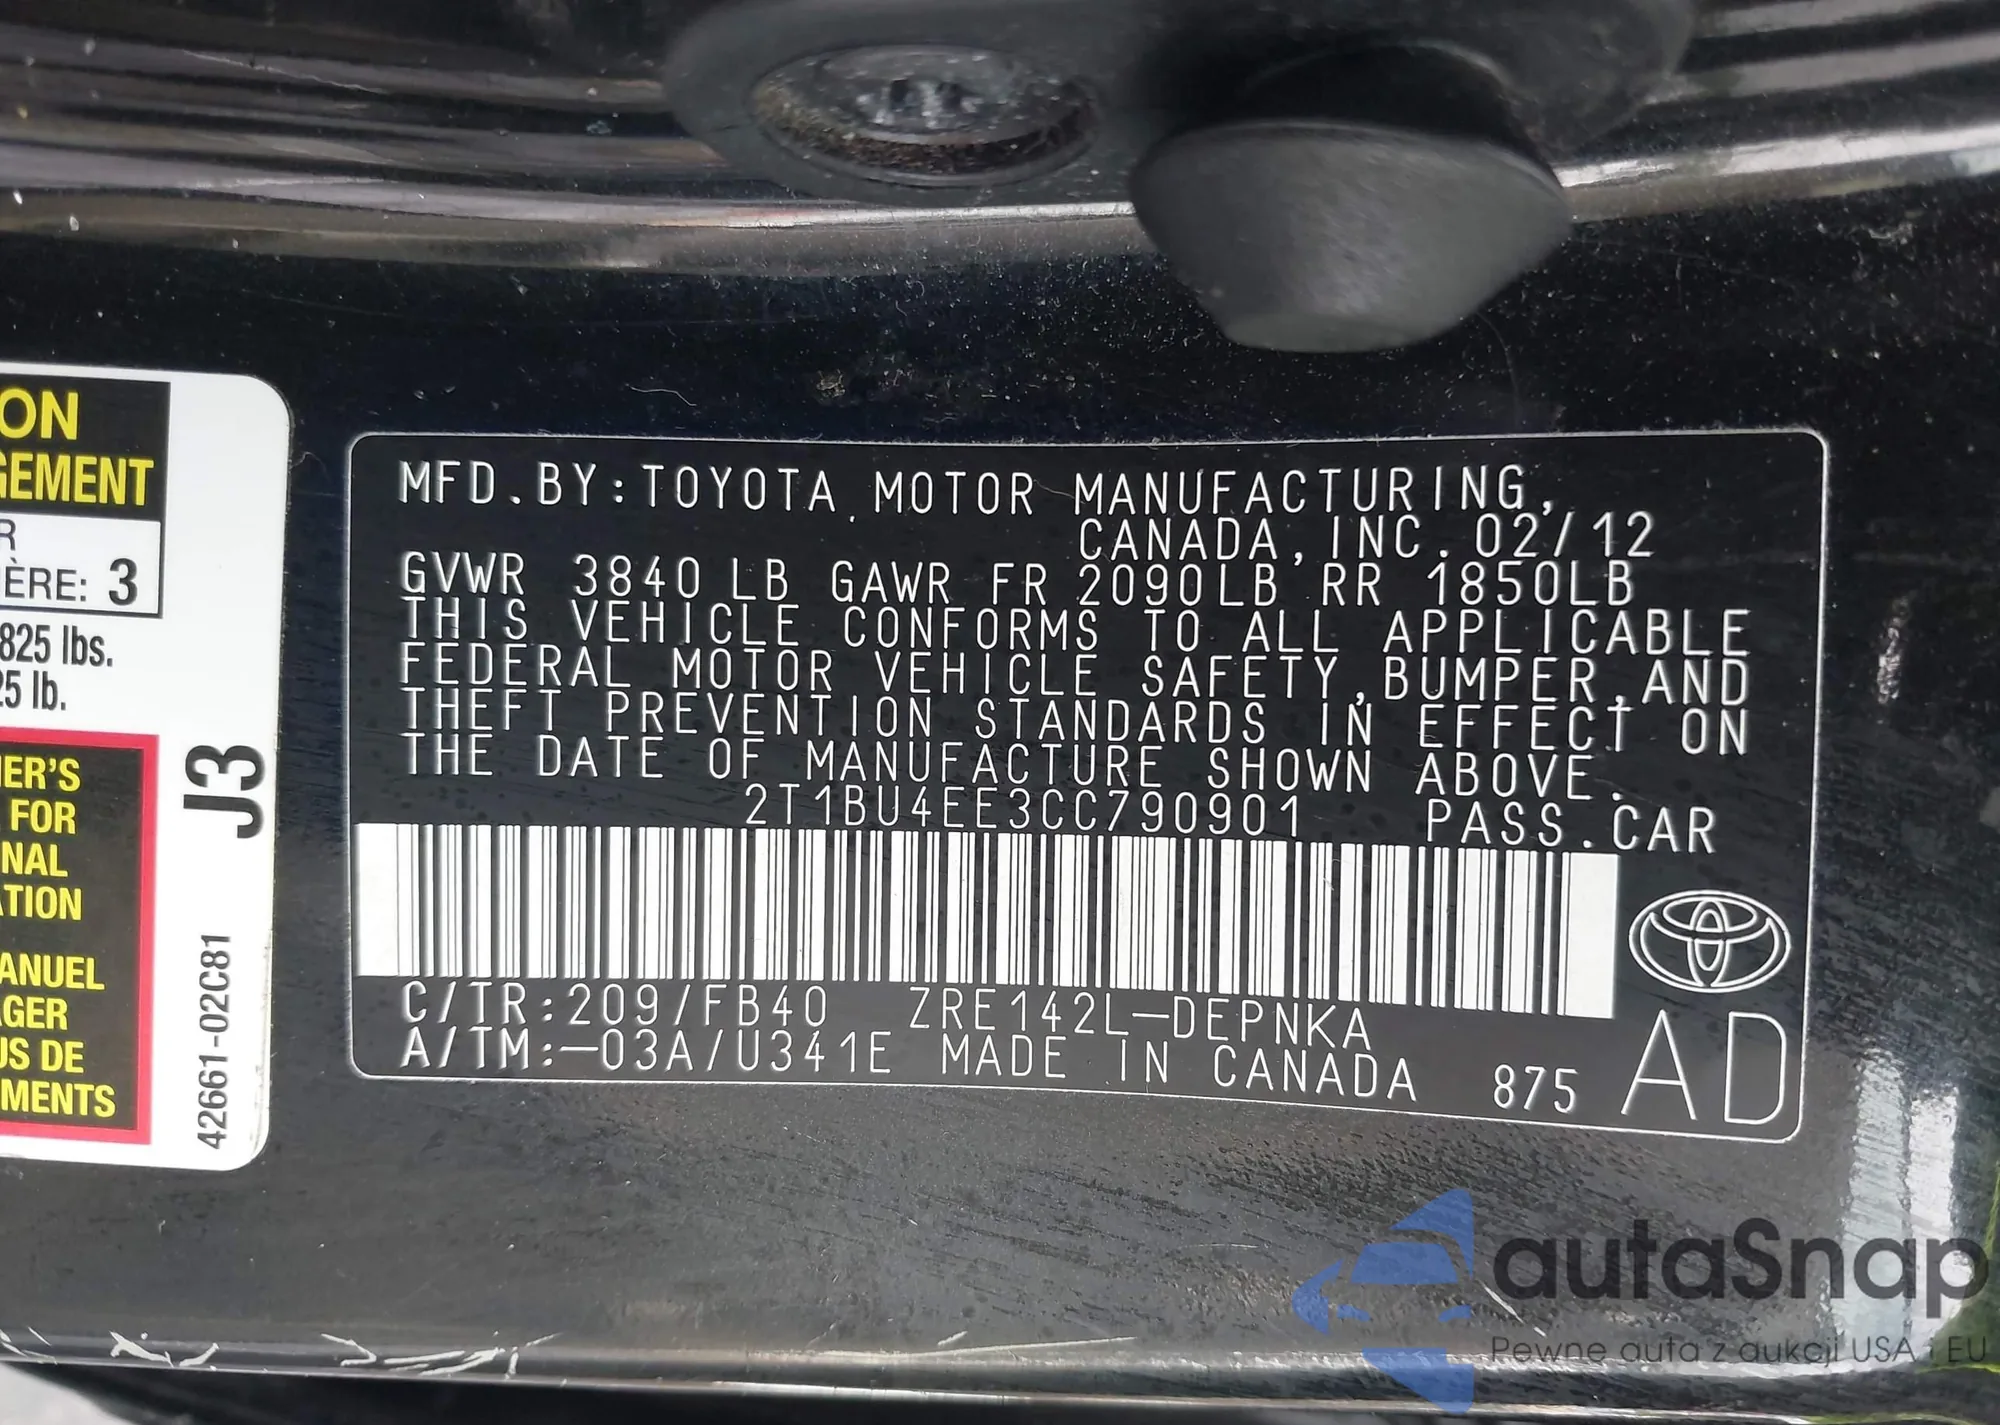 ON
GEMENT
R
IÈRE: 3
825 lbs.
25 lb.
ER'S
FOR
NAL
TION
ANUEL
AGER
US DE
MENTS
J3
42661-02C81
MFD.BY:TOYOTA MOTOR MANUFACTURING,
CANADA,INC. 02/12
GVWR 3840 LB GAWR FR 2090LB RR 1850LB
THIS VEHICLE CONFORMS TO ALL APPLICABLE
FEDERAL MOTOR VEHICLE SAFETY,BUMPER,AND
THEFT PREVENTION STANDARDS IN EFFECT ON
THE DATE OF MANUFACTURE SHOWN ABOVE.
2T1BU4EE3CC790901 PASS.CAR
C/TR:209/FB40 ZRE142L-DEPNKA
A/TM:-03A/U341E MADE IN CANADA 875 AD
autaSnap
Pewne auta z aukcji USA i EU